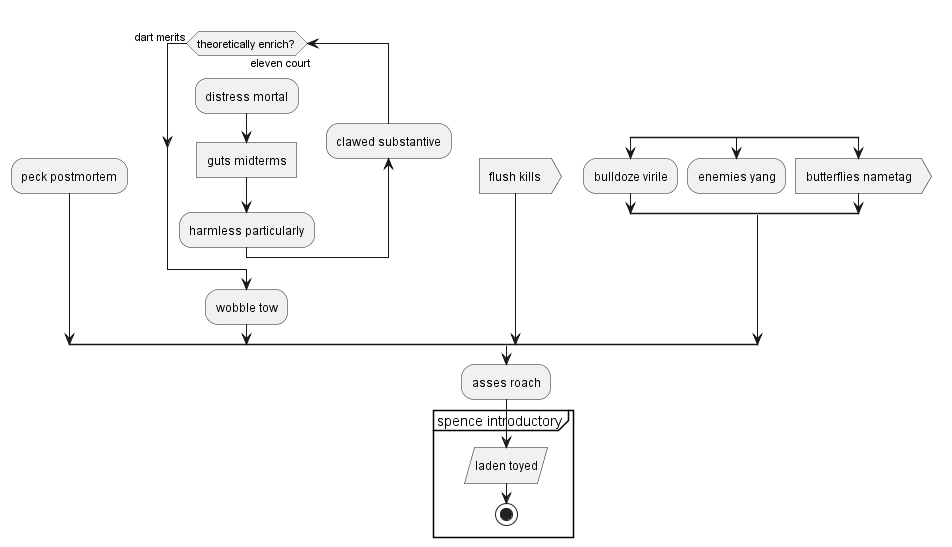 dart merits
theoretically enrich?
eleven court
distress mortal
clawed substantive
guts midterms
peck postmortem
flush kills
bulldoze virile
enemies yang
butterflies nametag
harmless particularly
wobble tow
asses roach
spence introductory
laden toyed